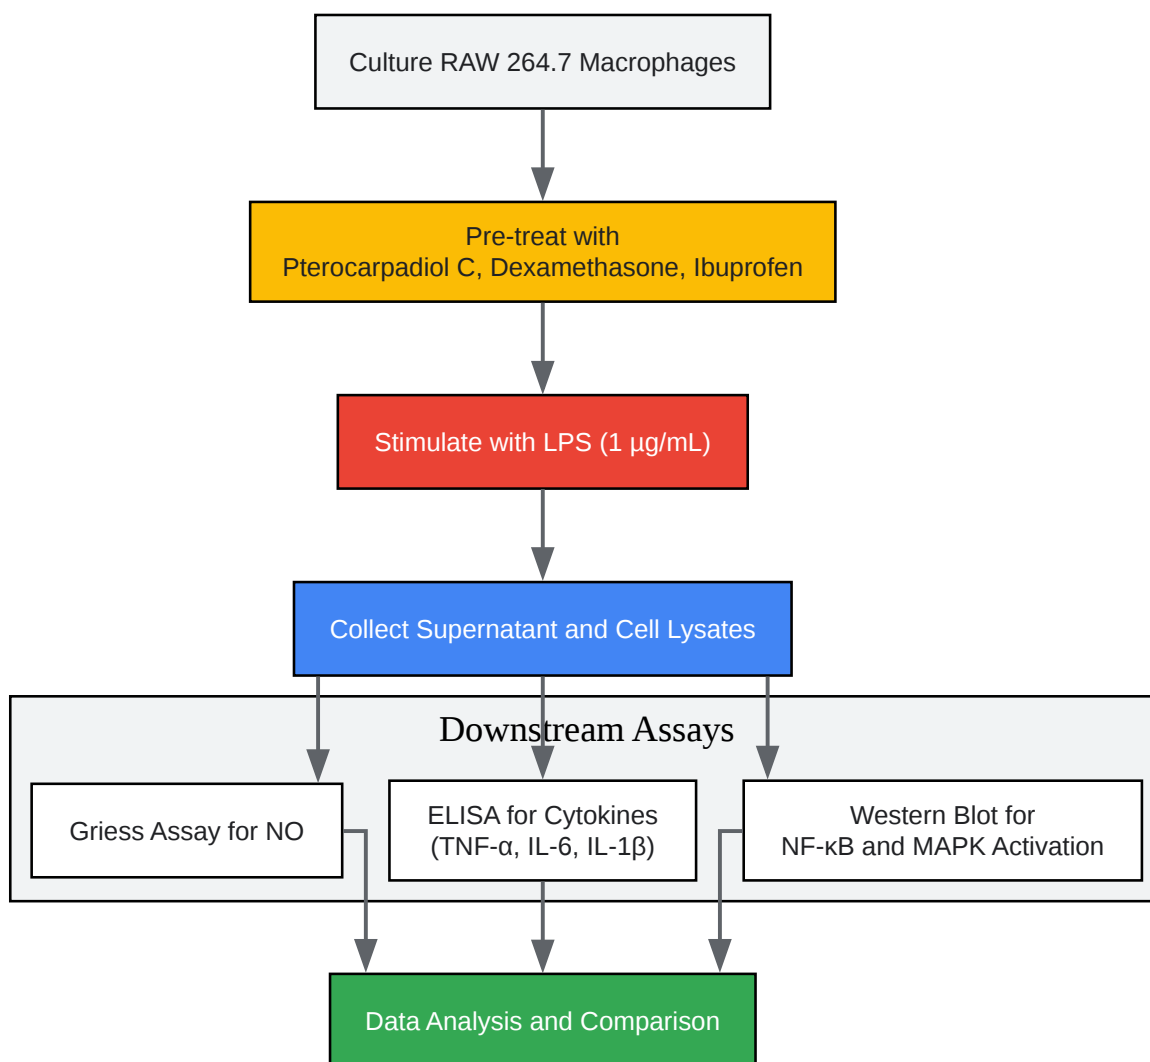 Culture RAW 264.7 Macrophages
Pre-treat with
Pterocarpadiol C, Dexamethasone, Ibuprofen
Stimulate with LPS (1 µg/mL)
Collect Supernatant and Cell Lysates
Downstream Assays
Griess Assay for NO
ELISA for Cytokines
(TNF-α, IL-6, IL-1β)
Western Blot for
NF-κB and MAPK Activation
Data Analysis and Comparison